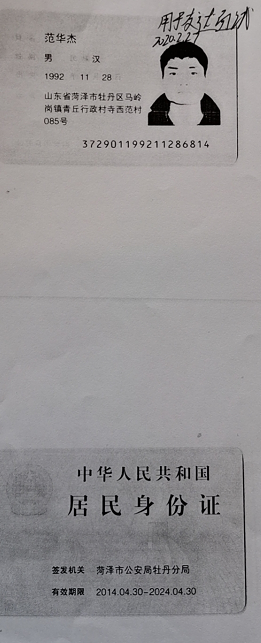 用于
范华杰
男 汉
1992 11 28
山东省菏泽市牡丹区马岭
岗镇青丘行政村寺西范村
085号
372901199211286814
中华人民共和国
居民身份证
签发机关 菏泽市公安局牡丹分局
有效期限 2014.04.30-2024.04.30